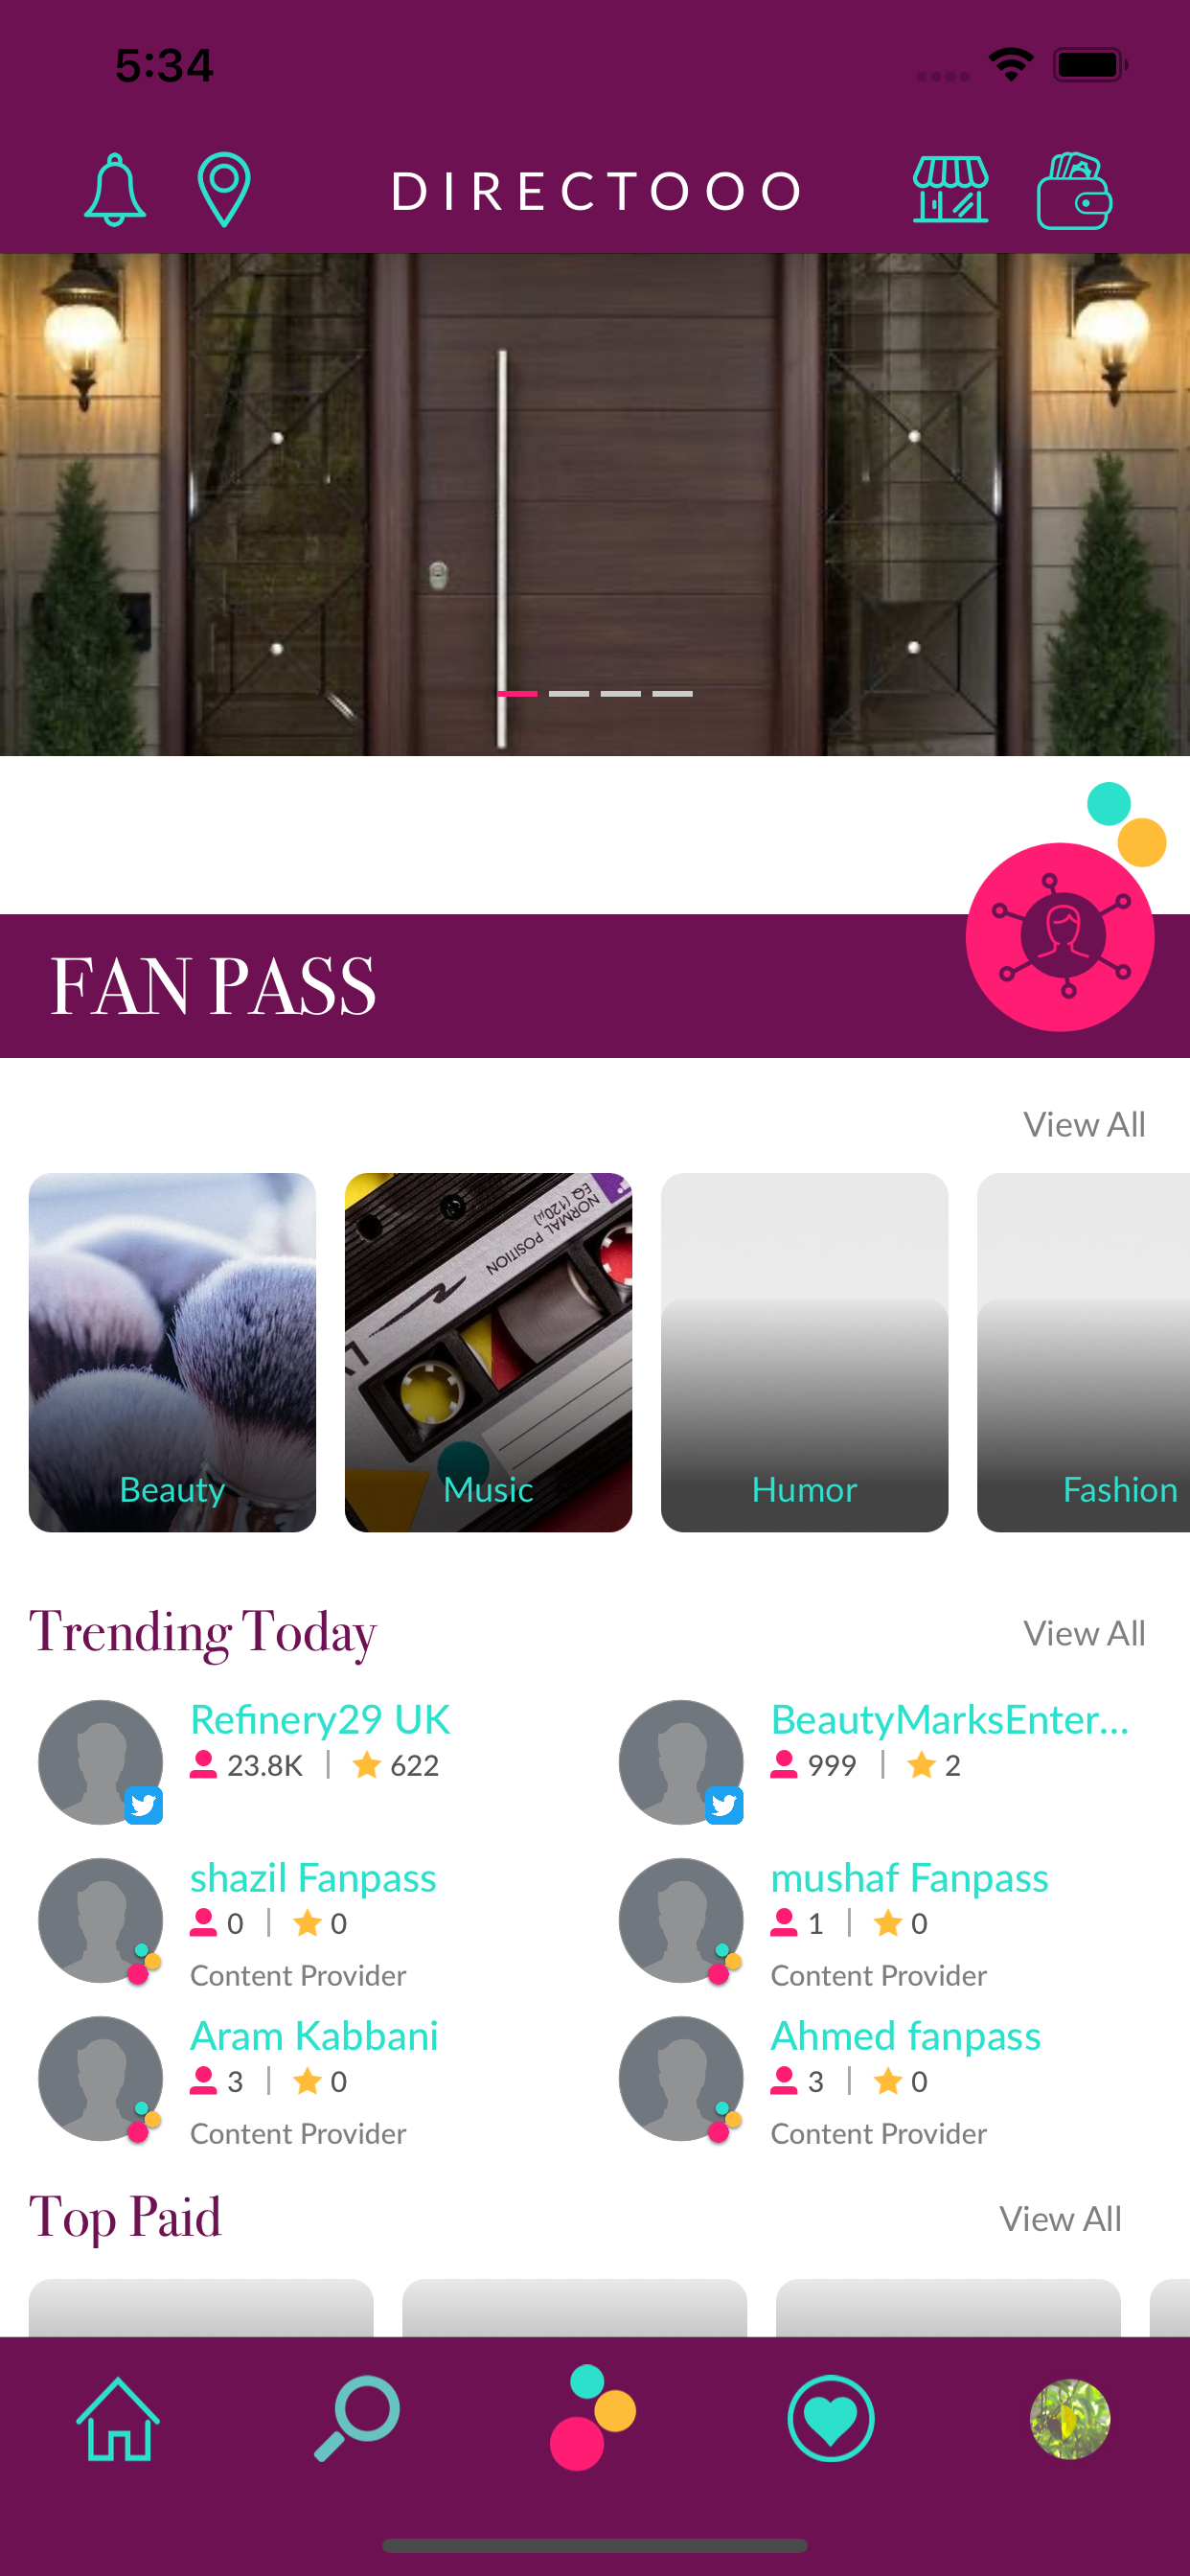 5:34
DIRECTOOO
FAN PASS
View All
NORMAL POSITION
EQ (120µ)
Beauty
Music
Humor
Fashion
Trending Today
View All
Refinery29 UK
23.8K | 622
BeautyMarksEnter...
999 | 2
shazil Fanpass
0 | 0
Content Provider
mushaf Fanpass
1 | 0
Content Provider
Aram Kabbani
3 | 0
Content Provider
Ahmed fanpass
3 | 0
Content Provider
Top Paid
View All